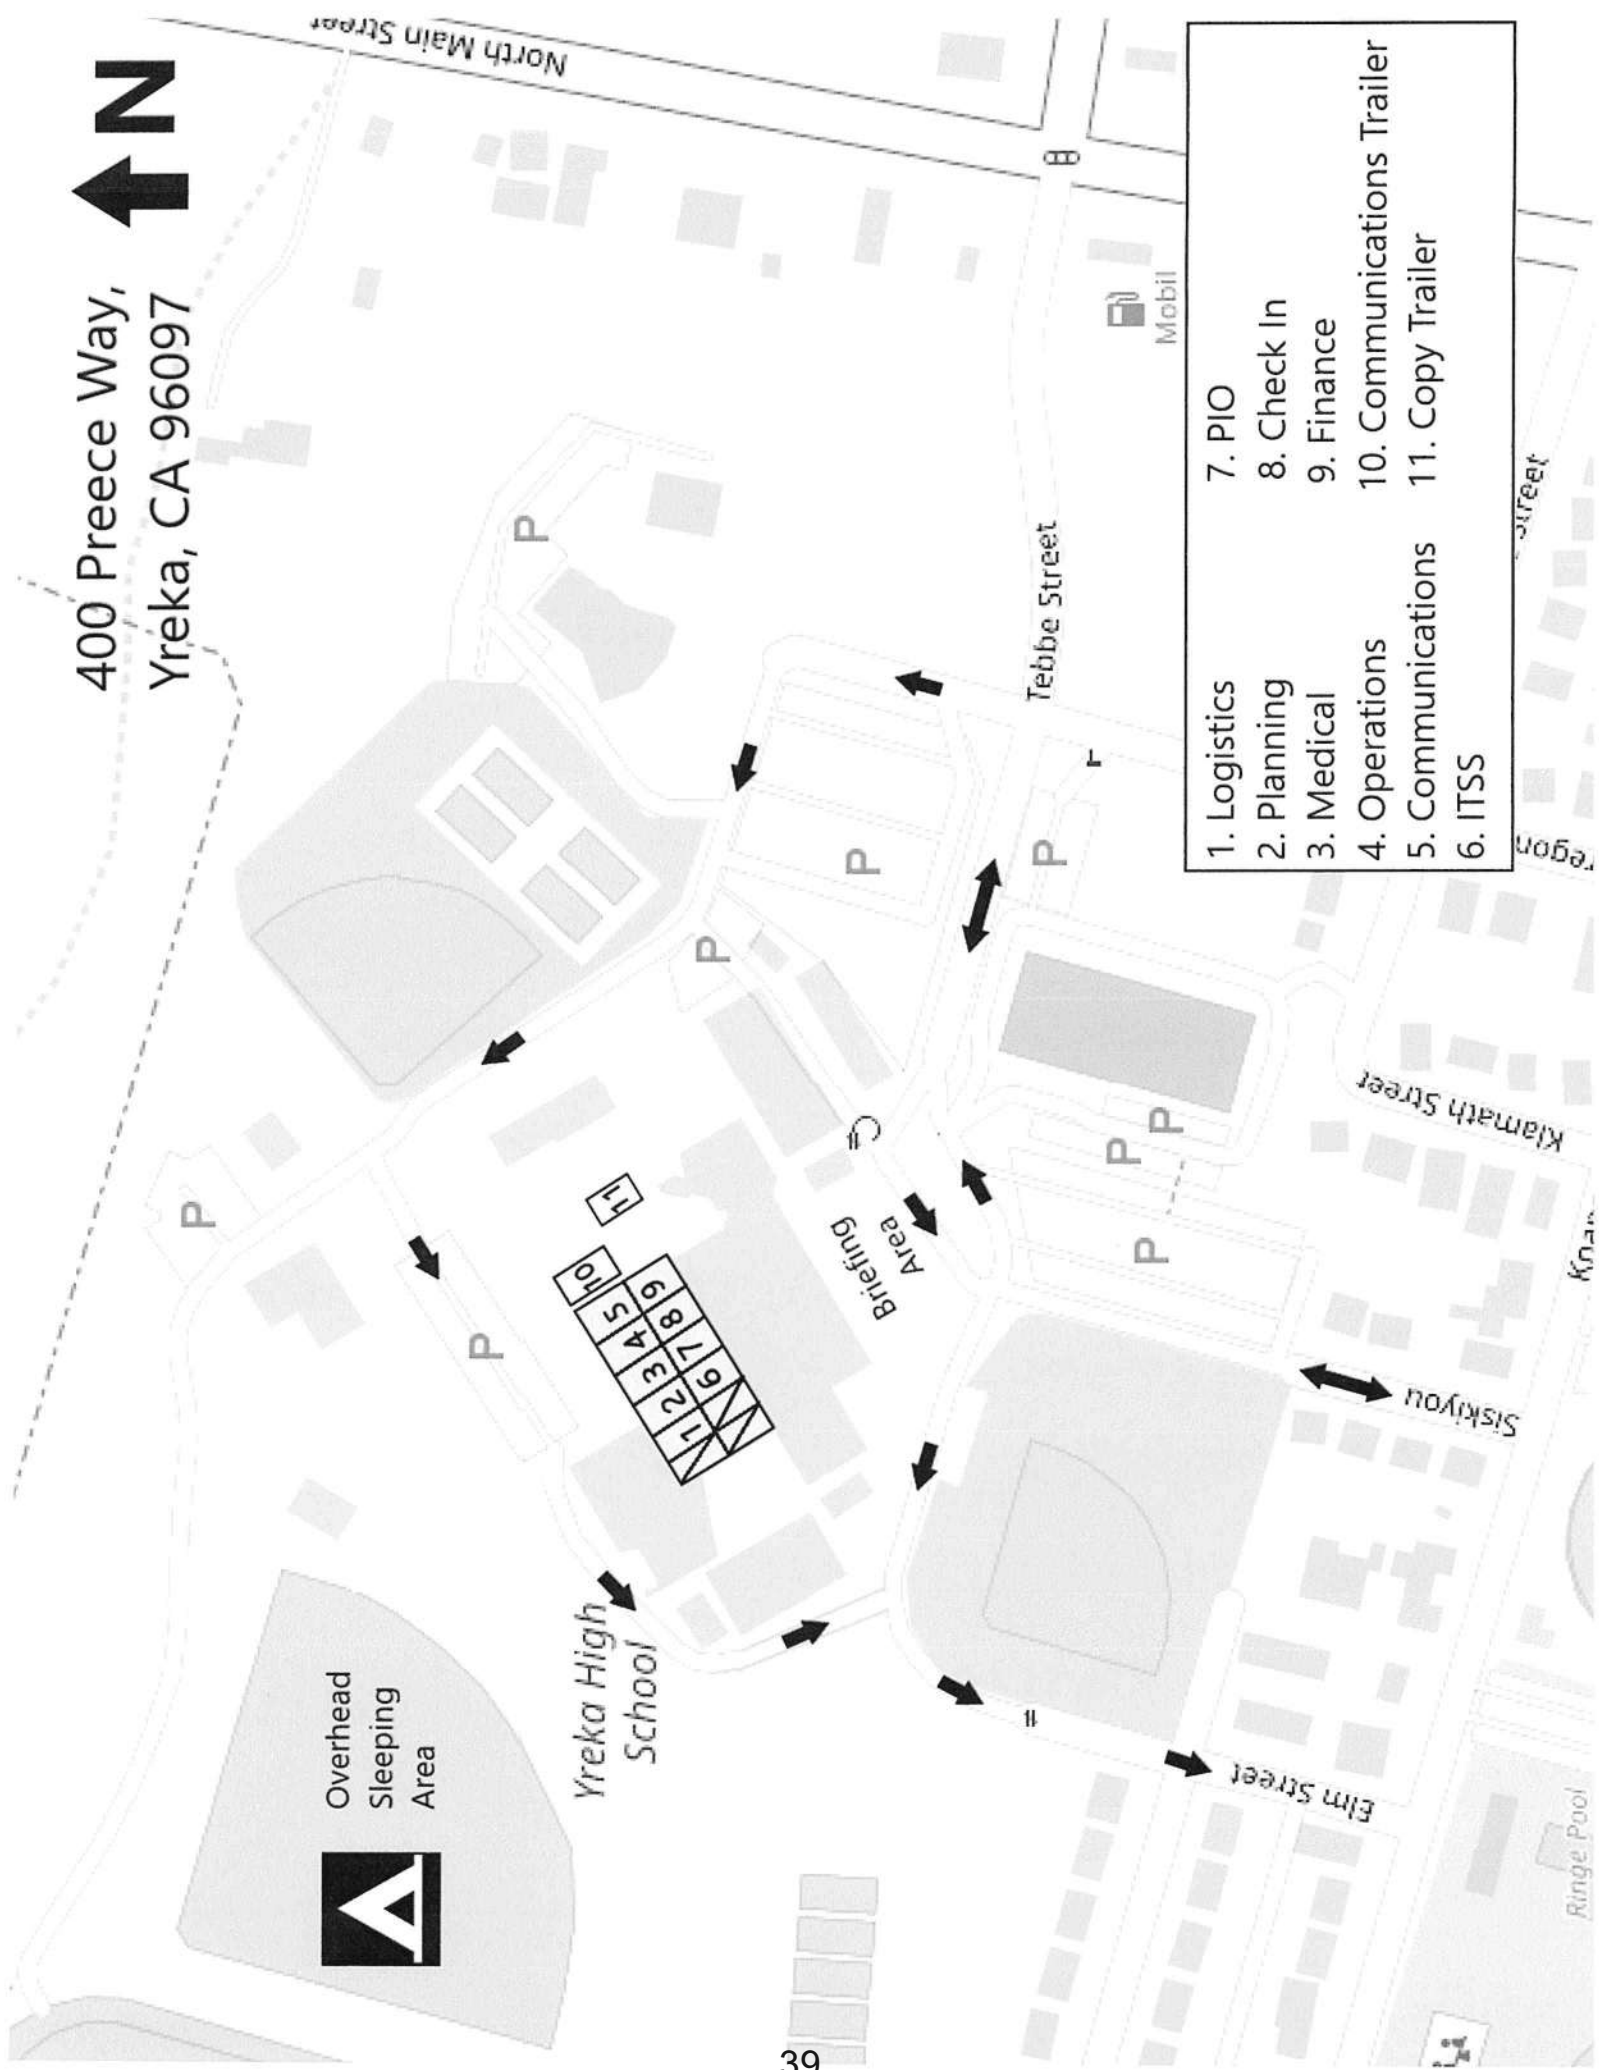 400 Preece Way,
Yreka, CA 96097
N
North Main Street
Overhead
Sleeping
Area
Yreka High
School
P
P
P
P
P
P
P
P
P
1
2
3
4
5
6
7
8
9
10
11
Briefing
Area
Tebbe Street
Mobil
Klamath Street
Siskiyou
Elm Street
Ringe Pool
Street
regon
1. Logistics
2. Planning
3. Medical
4. Operations
5. Communications
6. ITSS
7. PIO
8. Check In
9. Finance
10. Communications Trailer
11. Copy Trailer
39